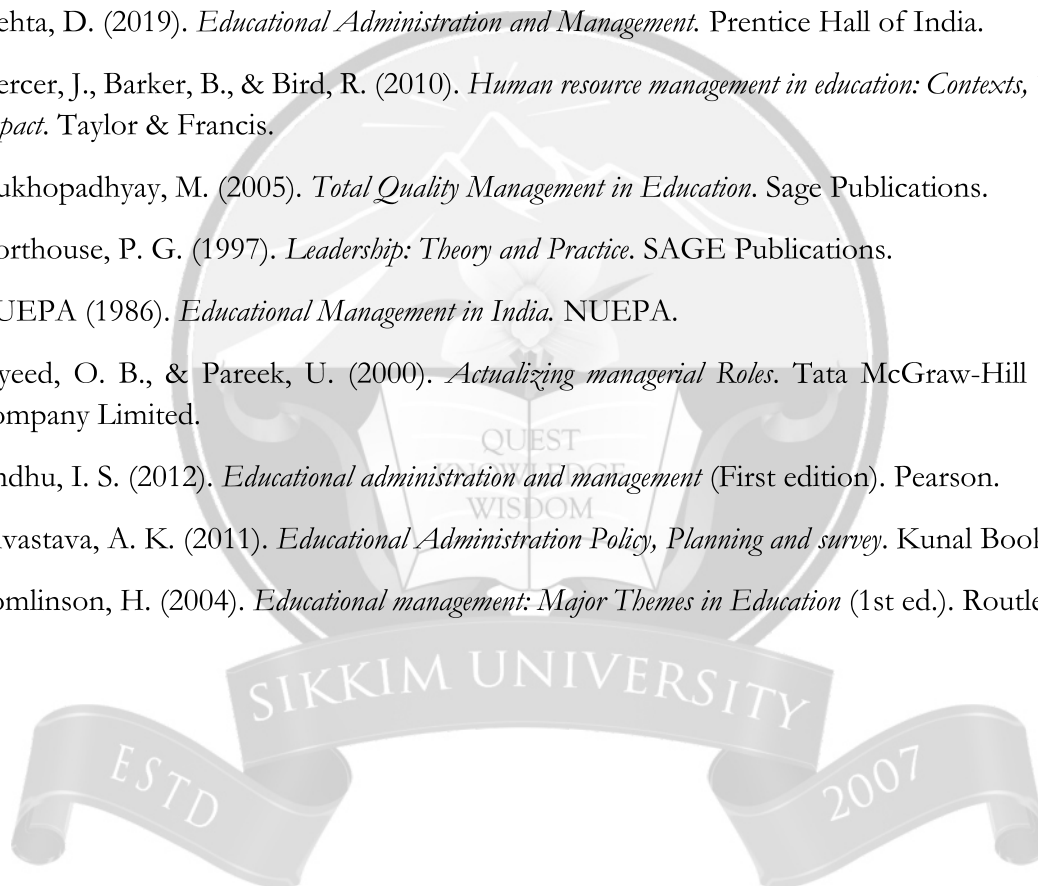 ehta, D. (2019). Educational Administration and Management. Prentice Hall of India.
ercer, J., Barker, B., & Bird, R. (2010). Human resource management in education: Contexts,
pact. Taylor & Francis.
ukhopadhyay, M. (2005). Total Quality Management in Education. Sage Publications.
orthouse, P. G. (1997). Leadership: Theory and Practice. SAGE Publications.
UEPA (1986). Educational Management in India. NUEPA.
yeed, O. B., & Pareek, U. (2000). Actualizing managerial Roles. Tata McGraw-Hill
ompany Limited.
QUEST
KNOWLEDGE
ndhu, I. S. (2012). Educational administration and management (First edition). Pearson.
WISDOM
ivastava, A. K. (2011). Educational Administration Policy, Planning and survey. Kunal Book
omlinson, H. (2004). Educational management: Major Themes in Education (1st ed.). Routle
SIKKIM UNIVERSITY
ESTD
2007